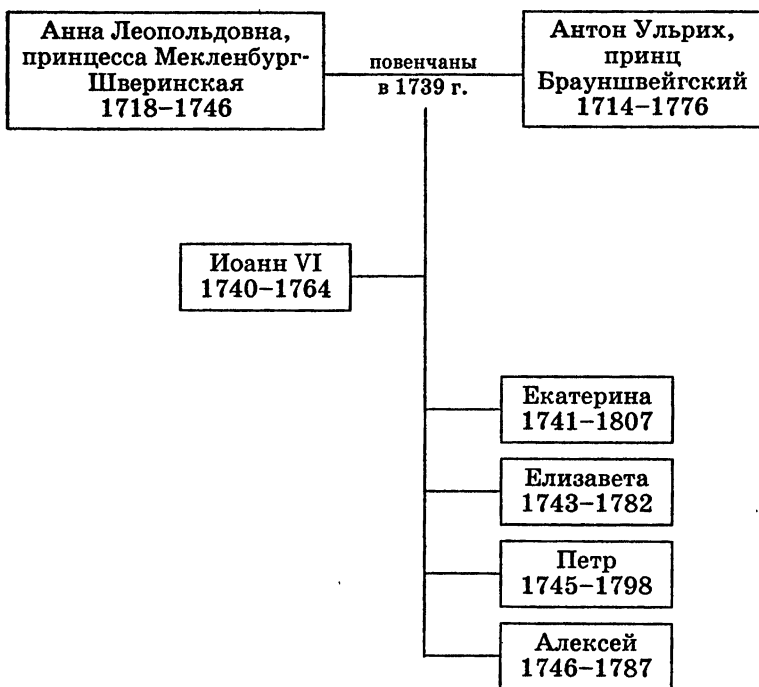 Анна Леопольдовна,
принцесса Мекленбург-
Шверинская
1718–1746
повенчаны
в 1739 г.
Антон Ульрих,
принц
Брауншвейгский
1714–1776
Иоанн VI
1740–1764
Екатерина
1741–1807
Елизавета
1743–1782
Петр
1745–1798
Алексей
1746–1787